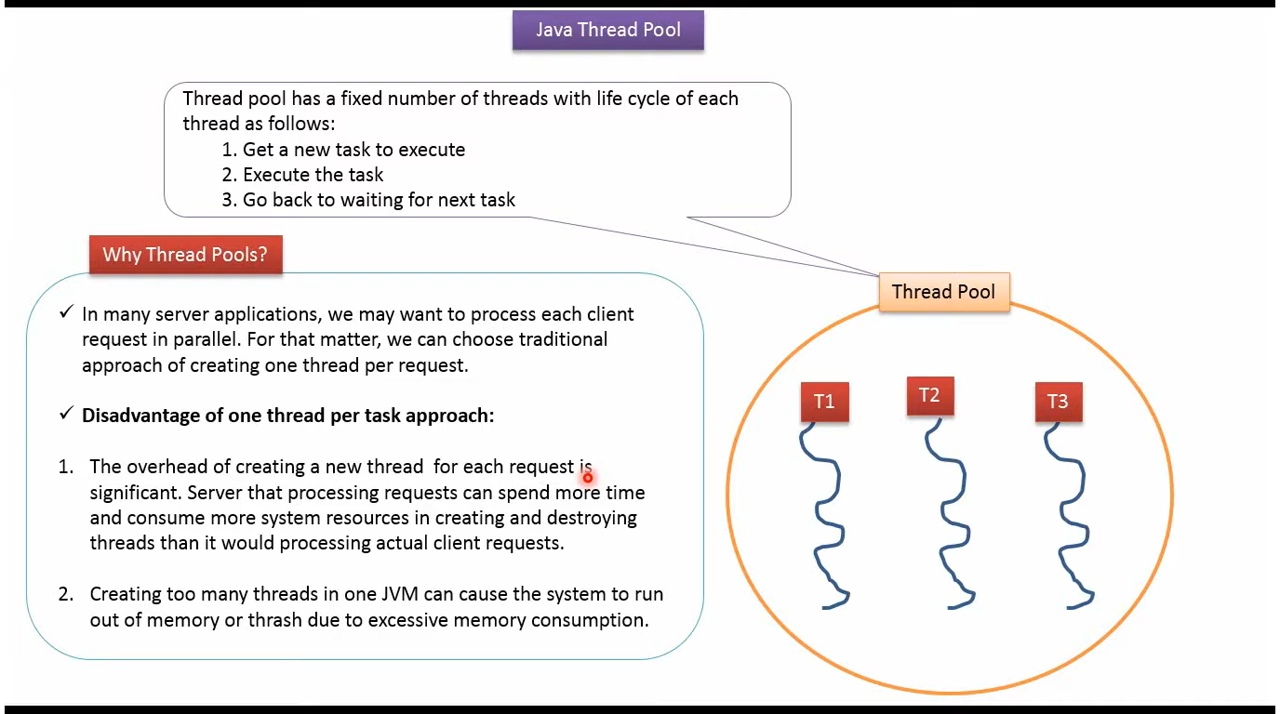 Java Thread Pool
Thread pool has a fixed number of threads with life cycle of each
thread as follows:
1. Get a new task to execute
2. Execute the task
3. Go back to waiting for next task
Why Thread Pools?
✓ In many server applications, we may want to process each client
request in parallel. For that matter, we can choose traditional
approach of creating one thread per request.
✓ Disadvantage of one thread per task approach:
1. The overhead of creating a new thread for each request is
significant. Server that processing requests can spend more time
and consume more system resources in creating and destroying
threads than it would processing actual client requests.
2. Creating too many threads in one JVM can cause the system to run
out of memory or thrash due to excessive memory consumption.
Thread Pool
T1
T2
T3